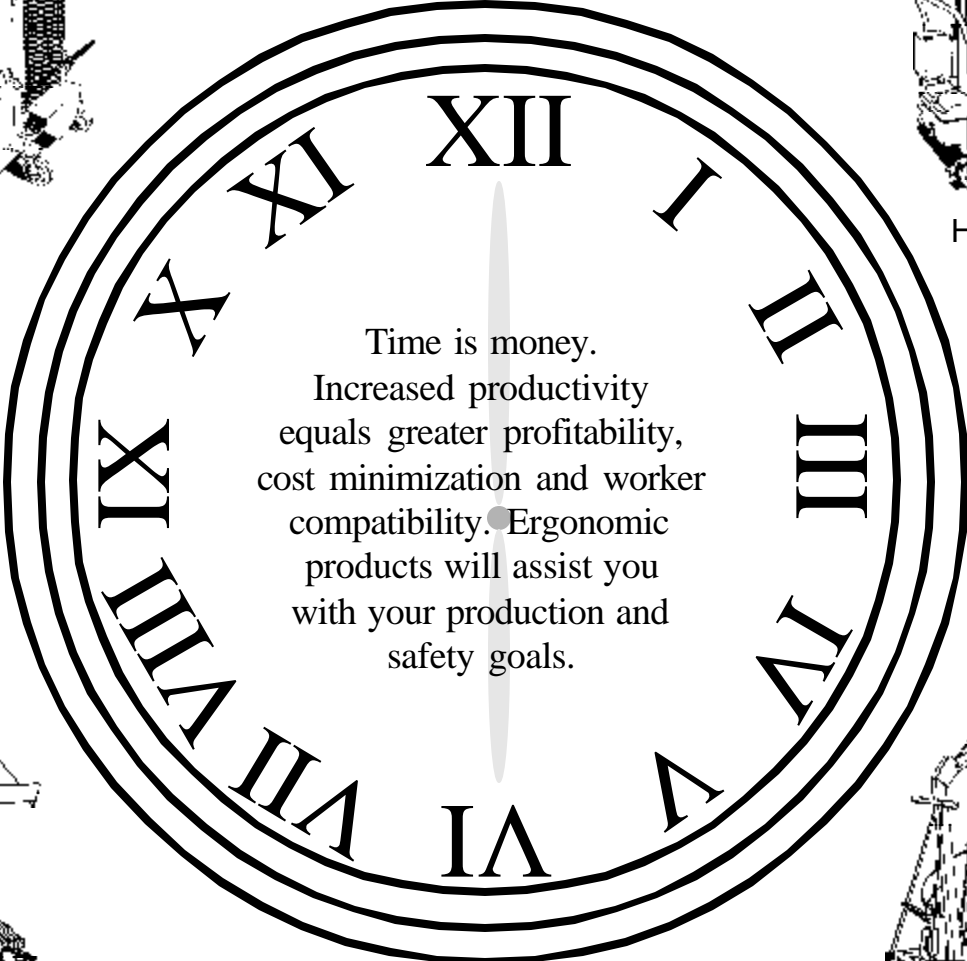 XII
XI
I
H
X
II
Time is money.
Increased productivity
equals greater profitability,
IX
III
cost minimization and worker
compatibility. Ergonomic
products will assist you
with your production and
safety goals.
VIII
IV
VII
V
VI